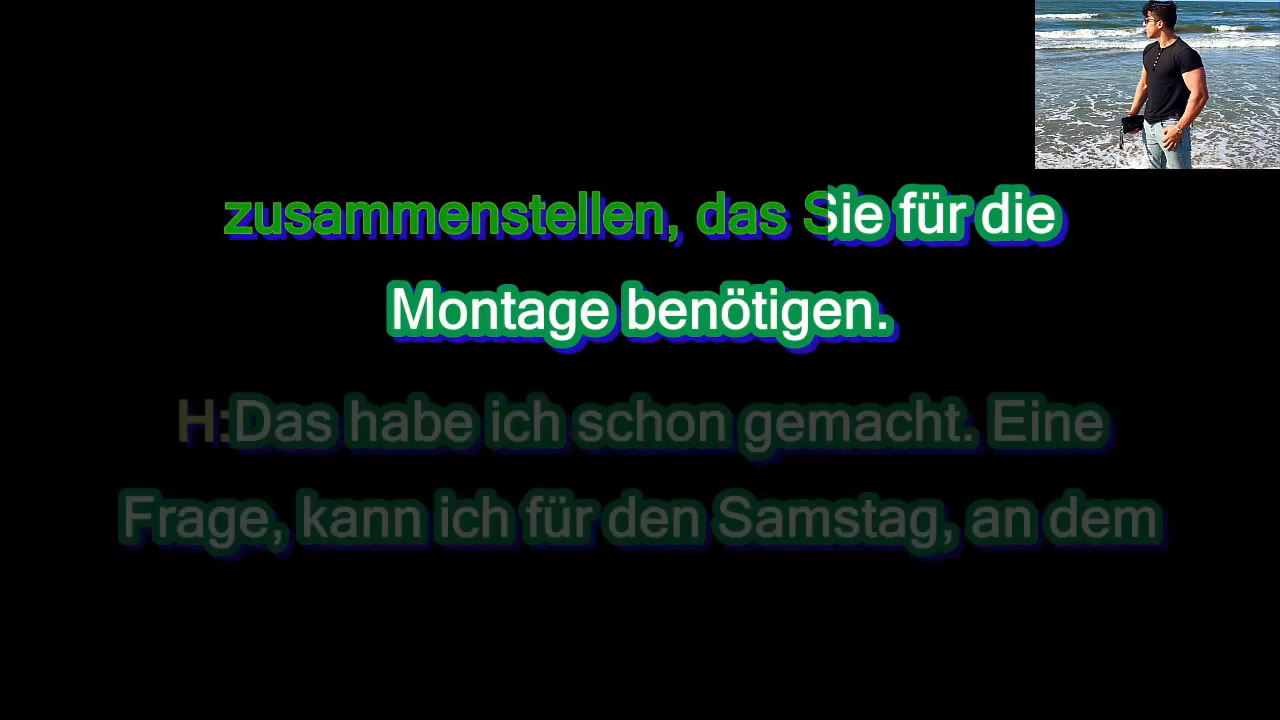 zusammenstellen, das Sie für die
Montage benötigen.
H:Das habe ich schon gemacht. Eine
Frage, kann ich für den Samstag, an dem